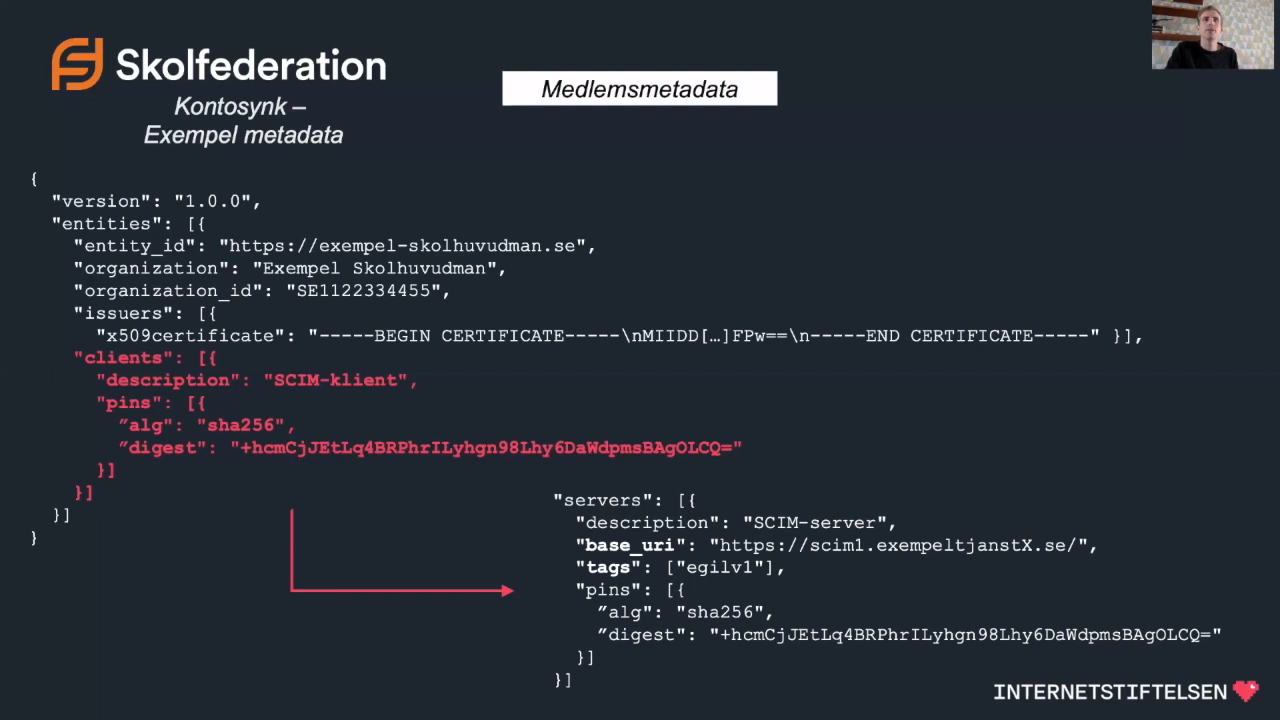 Skolfederation
Kontosynk –
Exempel metadata
Medlemsmetadata
{
"version": "1.0.0",
"entities": [{
"entity_id": "https://exempel-skolhuvudman.se",
"organization": "Exempel Skolhuvudman",
"organization_id": "SE1122334455",
"issuers": [{
"x509certificate": "-----BEGIN CERTIFICATE-----\nMIIDD[…]FPw==\n-----END CERTIFICATE-----" }],
"clients": [{
"description": "SCIM-klient",
"pins": [{
”alg": "sha256",
”digest": "+hcmCjJEtLq4BRPhrILyhgn98Lhy6DaWdpmsBAgOLCQ="
}]
}]
}]
}
"servers": [{
"description": "SCIM-server",
"base_uri": "https://scim1.exempeltjanstX.se/",
"tags": ["egilv1"],
"pins": [{
”alg": "sha256",
”digest": "+hcmCjJEtLq4BRPhrILyhgn98Lhy6DaWdpmsBAgOLCQ="
}]
}]
INTERNETSTIFTELSEN